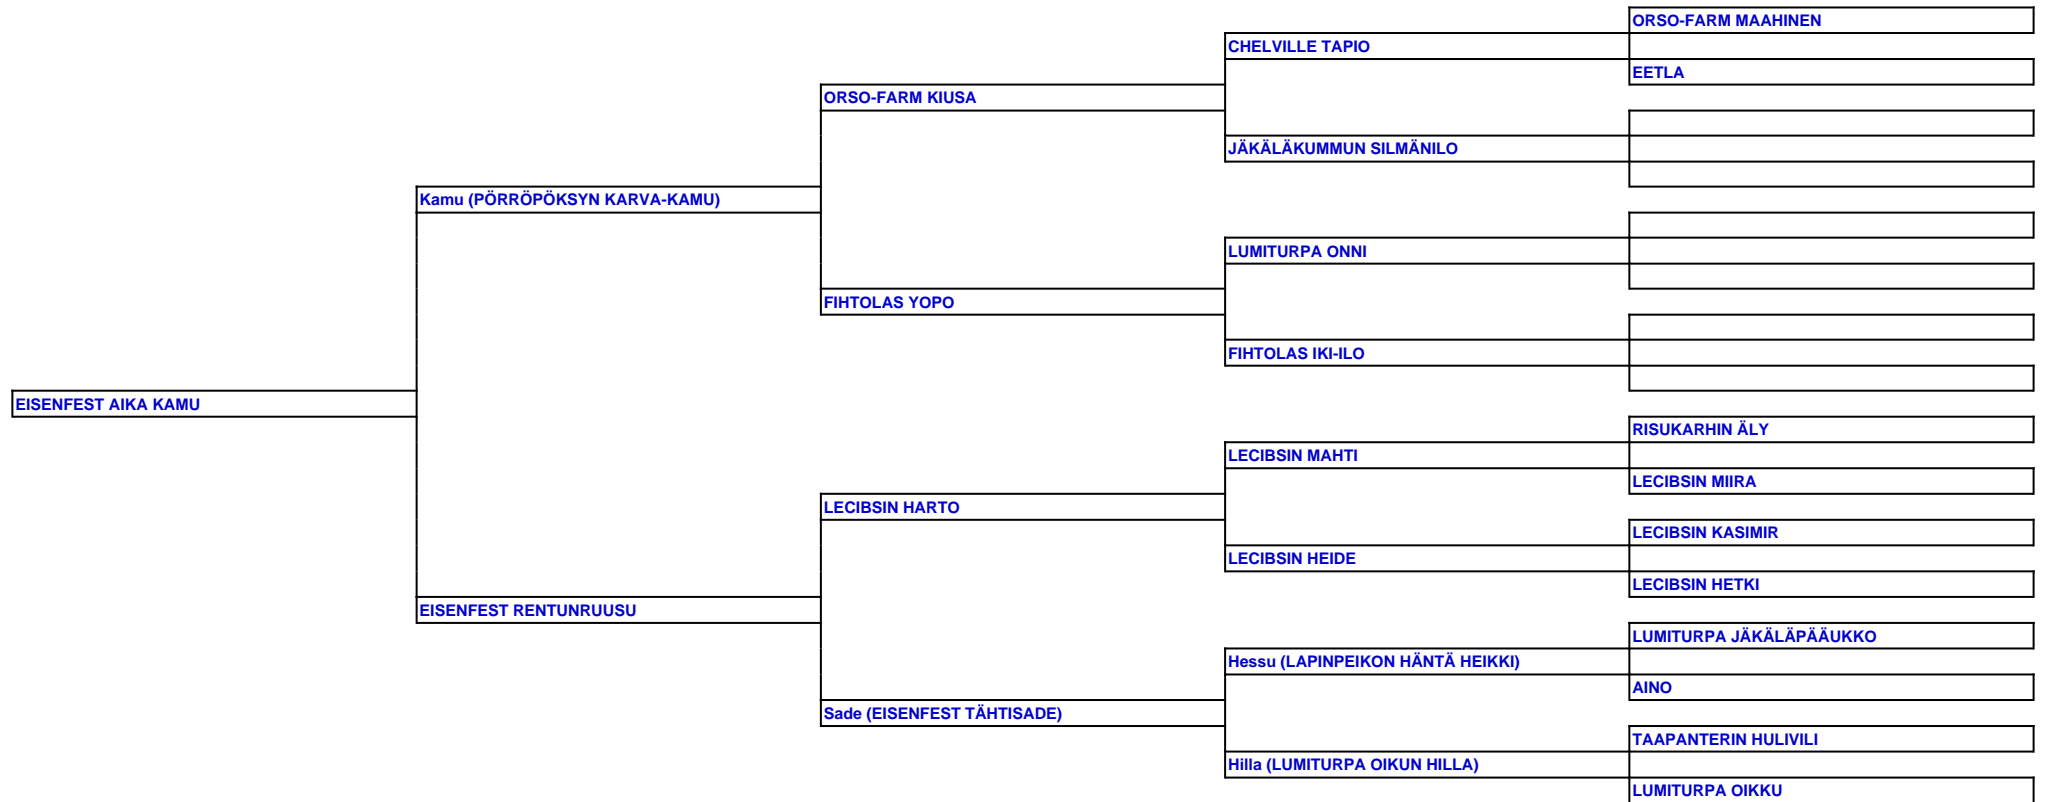 ORSO-FARM MAAHINEN
CHELVILLE TAPIO
EETLA
ORSO-FARM KIUSA
JÄKÄLÄKUMMUN SILMÄNILO
Kamu (PÖRRÖPÖKSYN KARVA-KAMU)
LUMITURPA ONNI
FIHTOLAS YOPO
FIHTOLAS IKI-ILO
EISENFEST AIKA KAMU
RISUKARHIN ÄLY
LECIBSIN MAHTI
LECIBSIN MIIRA
LECIBSIN HARTO
LECIBSIN KASIMIR
LECIBSIN HEIDE
LECIBSIN HETKI
EISENFEST RENTUNRUUSU
LUMITURPA JÄKÄLÄPÄÄUKKO
Hessu (LAPINPEIKON HÄNTÄ HEIKKI)
AINO
Sade (EISENFEST TÄHTISADE)
TAAPANTERIN HULIVILI
Hilla (LUMITURPA OIKUN HILLA)
LUMITURPA OIKKU